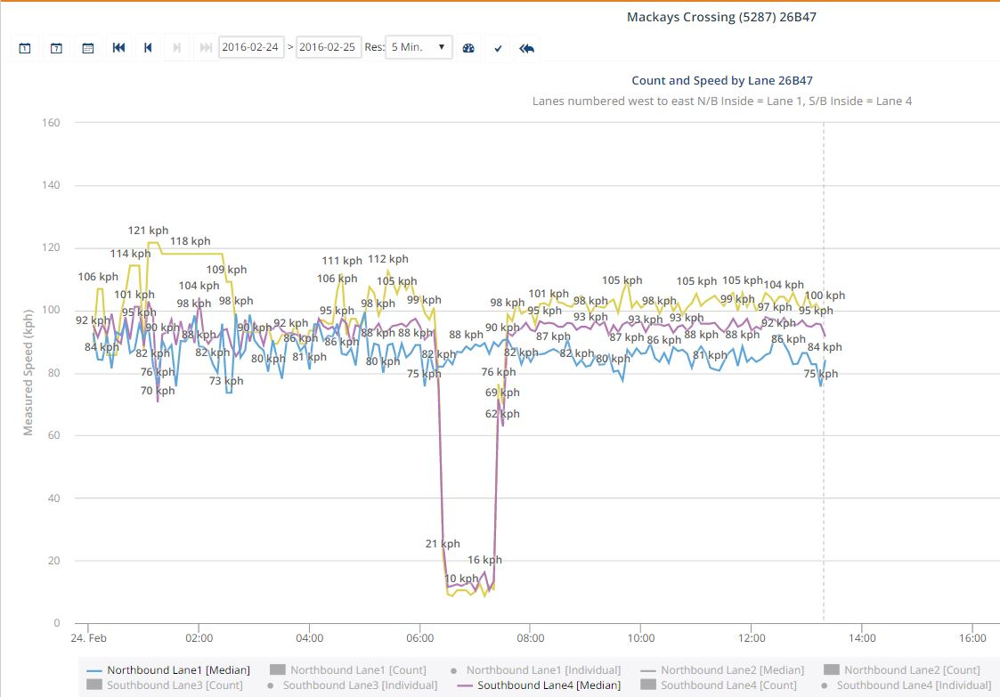 Mackays Crossing (5287) 26B47
1 7 2016-02-24 > 2016-02-25 Res: 5 Min.
Count and Speed by Lane 26B47
Lanes numbered west to east N/B Inside = Lane 1, S/B Inside = Lane 4
Measured Speed (kph)
160
140
120
100
80
60
40
20
0
121 kph
118 kph
114 kph
109 kph
106 kph
104 kph
101 kph
98 kph
98 kph
95 kph
92 kph
90 kph
90 kph
92 kph
84 kph
88 kph
86 kph
82 kph
82 kph
80 kph
81 kph
76 kph
73 kph
70 kph
111 kph
112 kph
106 kph
105 kph
99 kph
98 kph
95 kph
88 kph
88 kph
88 kph
86 kph
82 kph
80 kph
75 kph
21 kph
10 kph
16 kph
98 kph
90 kph
82 kph
76 kph
69 kph
62 kph
101 kph
105 kph
105 kph
105 kph
104 kph
100 kph
98 kph
98 kph
99 kph
97 kph
95 kph
95 kph
93 kph
93 kph
93 kph
92 kph
87 kph
87 kph
86 kph
88 kph
88 kph
86 kph
84 kph
82 kph
80 kph
81 kph
75 kph
24. Feb 02:00 04:00 06:00 08:00 10:00 12:00 14:00 16:00
Northbound Lane1 [Median] Northbound Lane1 [Count] Northbound Lane1 [Individual] Northbound Lane2 [Median] Northbound Lane2 [Count]
Southbound Lane3 [Count] Southbound Lane3 [Individual] Southbound Lane4 [Median] Southbound Lane4 [Count] Southbound Lane4 [Individual]